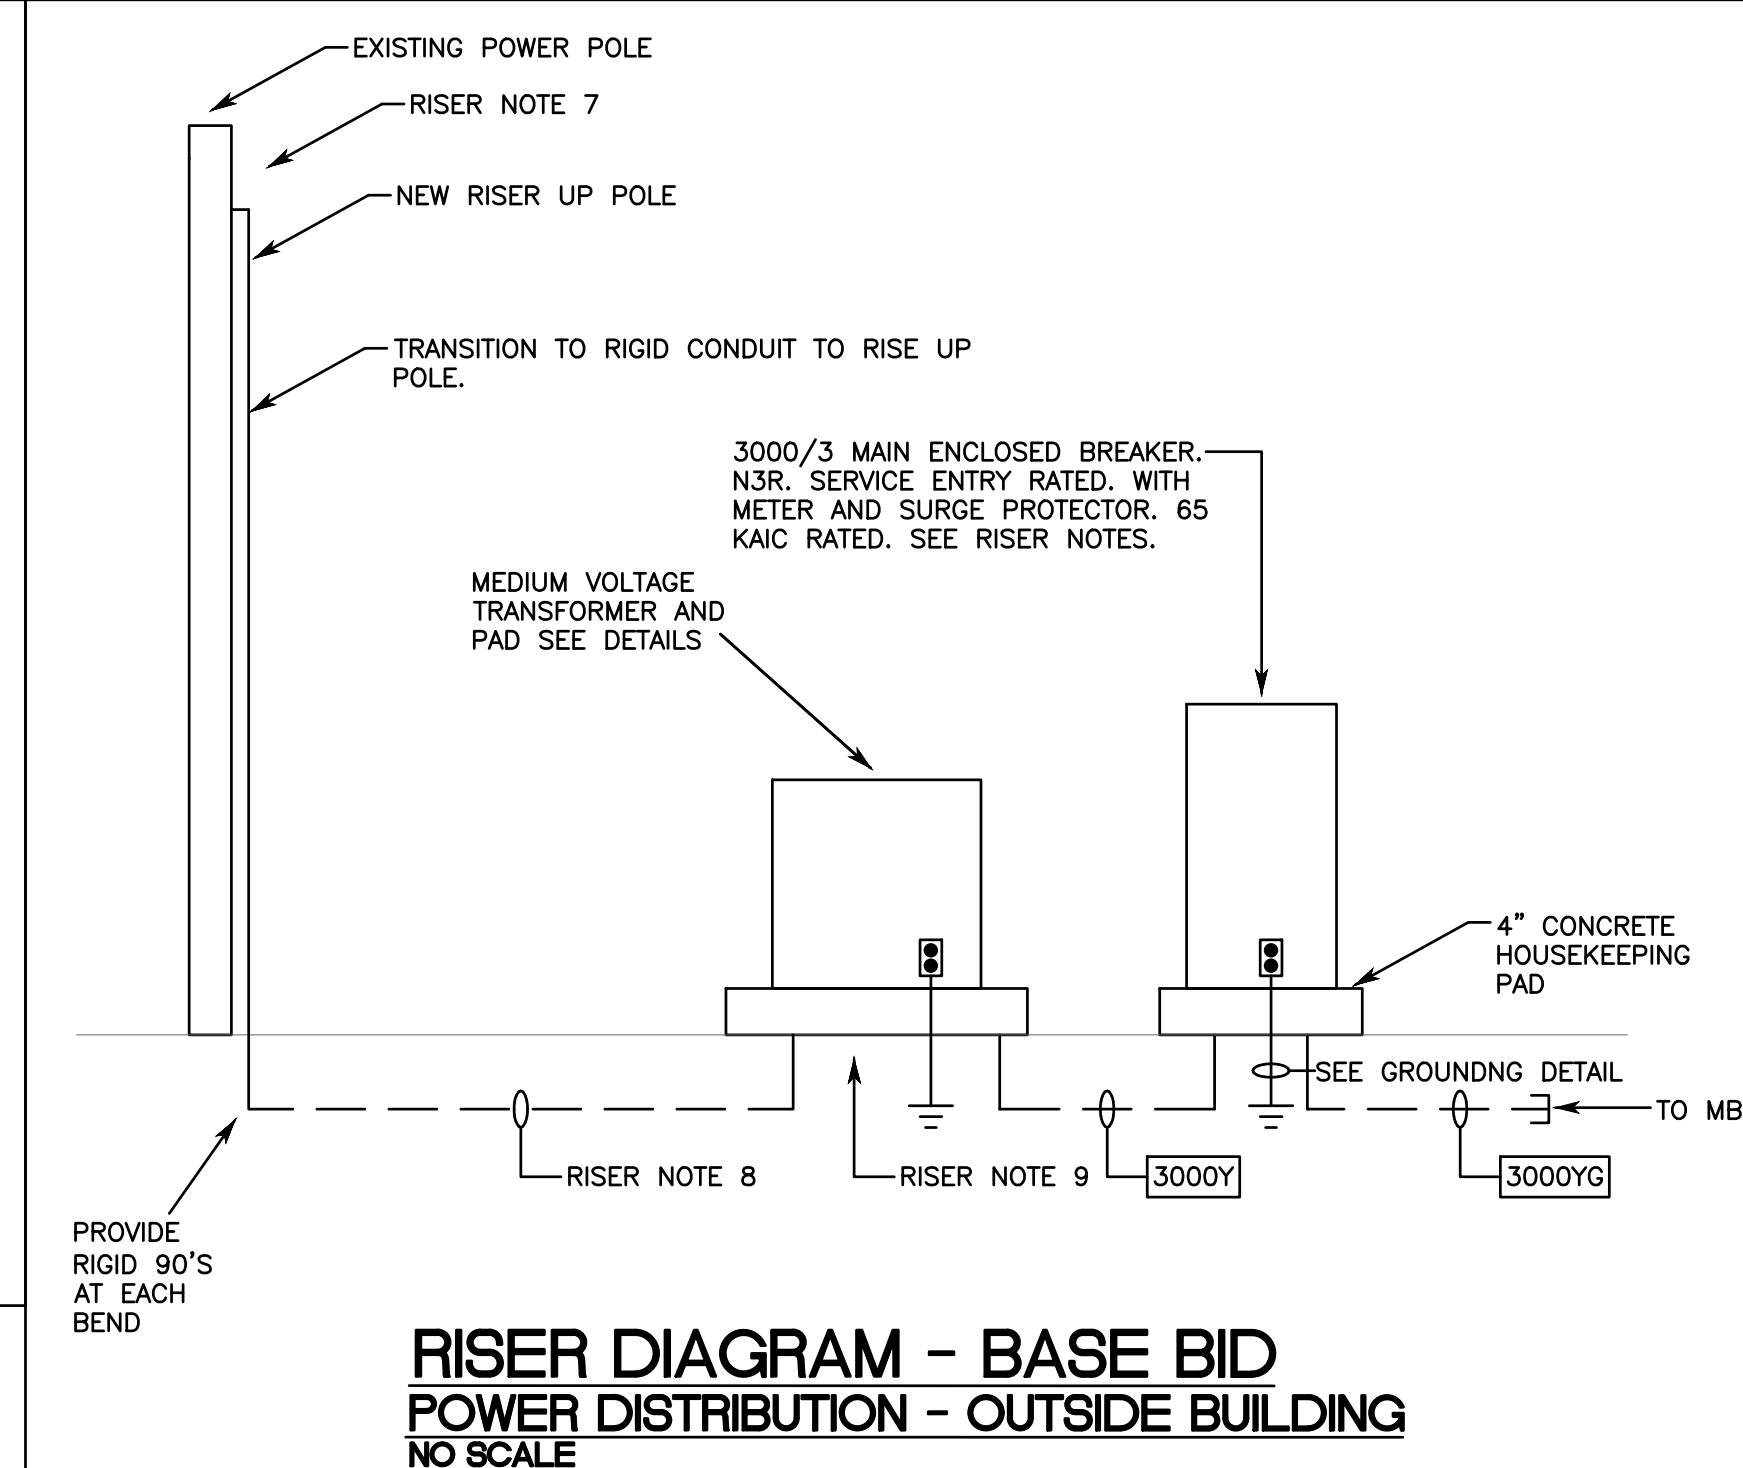 EXISTING POWER POLE
RISER NOTE 7
NEW RISER UP POLE
TRANSITION TO RIGID CONDUIT TO RISE UP
POLE.
3000/3 MAIN ENCLOSED BREAKER.
N3R. SERVICE ENTRY RATED. WITH
METER AND SURGE PROTECTOR. 65
KAIC RATED. SEE RISER NOTES.
MEDIUM VOLTAGE
TRANSFORMER AND
PAD SEE DETAILS
4" CONCRETE
HOUSEKEEPING
PAD
SEE GROUNDNG DETAIL
TO MB
RISER NOTE 8
RISER NOTE 9
3000Y
3000YG
PROVIDE
RIGID 90'S
AT EACH
BEND
RISER DIAGRAM - BASE BID
POWER DISTRIBUTION - OUTSIDE BUILDING
NO SCALE